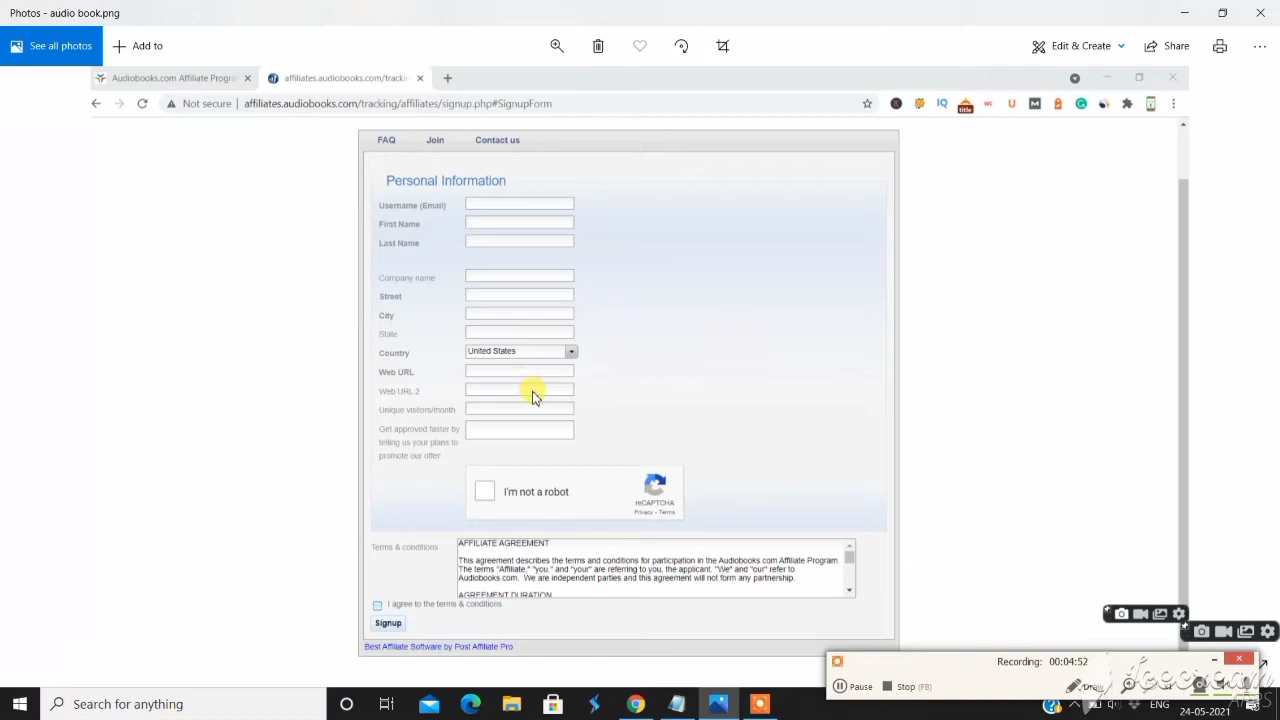 Photos - audio book.png
See all photos
Add to
Edit & Create
Share
Audiobooks.com Affiliate Progra
affiliates.audiobooks.com/trackin
Not secure
affiliates.audiobooks.com/tracking/affiliates/signup.php#SignupForm
IQ
title
wc
U
M
FAQ
Join
Contact us
Personal Information
Username (Email)
First Name
Last Name
Company name
Street
City
State
Country
United States
Web URL
Web URL 2
Unique visitors/month
Get approved faster by
telling us your plans to
promote our offer.
I'm not a robot
reCAPTCHA
Privacy - Terms
Terms & conditions
AFFILIATE AGREEMENT
This agreement describes the terms and conditions for participation in the Audiobooks.com Affiliate Program.
The terms "Affiliate," "you," and "your" are referring to you, the applicant. "We" and "our" refer to
Audiobooks.com. We are independent parties and this agreement will not form any partnership.
AGREEMENT DURATION
I agree to the terms & conditions
Signup
Best Affiliate Software by Post Affiliate Pro
Recording: 00:04:52
Pause
Stop (F8)
Draw
icecream
APPS
Search for anything
ENG
24-05-2021